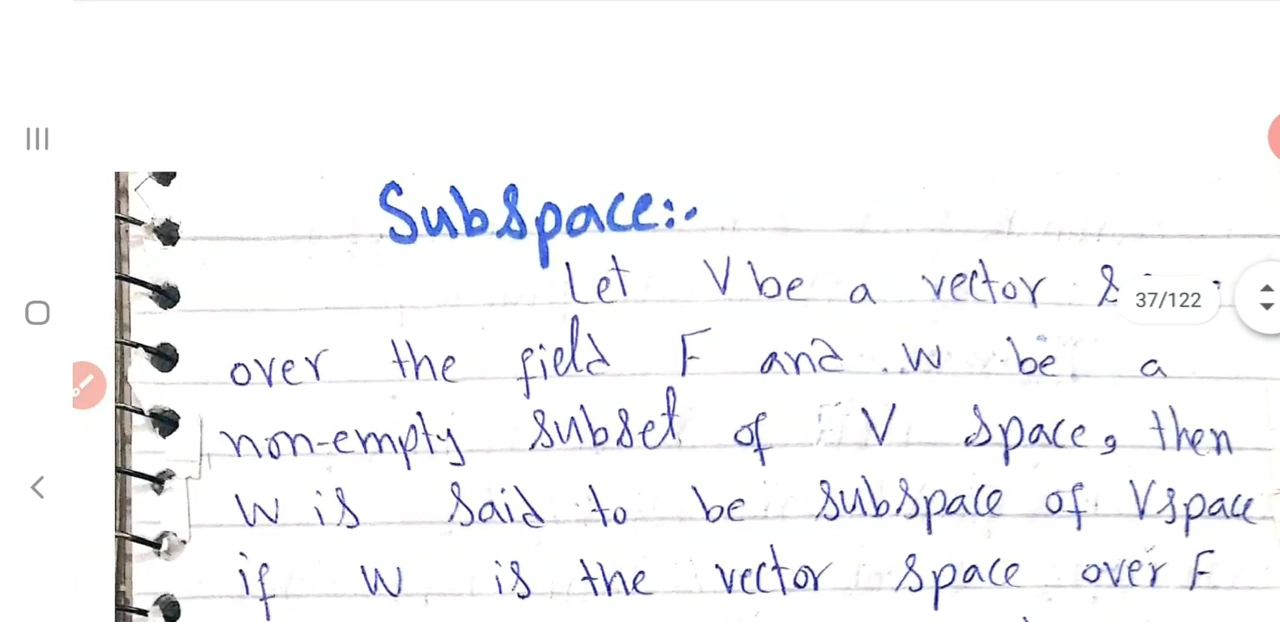 Subspace:-
Let V be a vector
37/122
over the field F and W be a
non-empty subset of V space, then
W is said to be subspace of V space
if W is the vector space over F